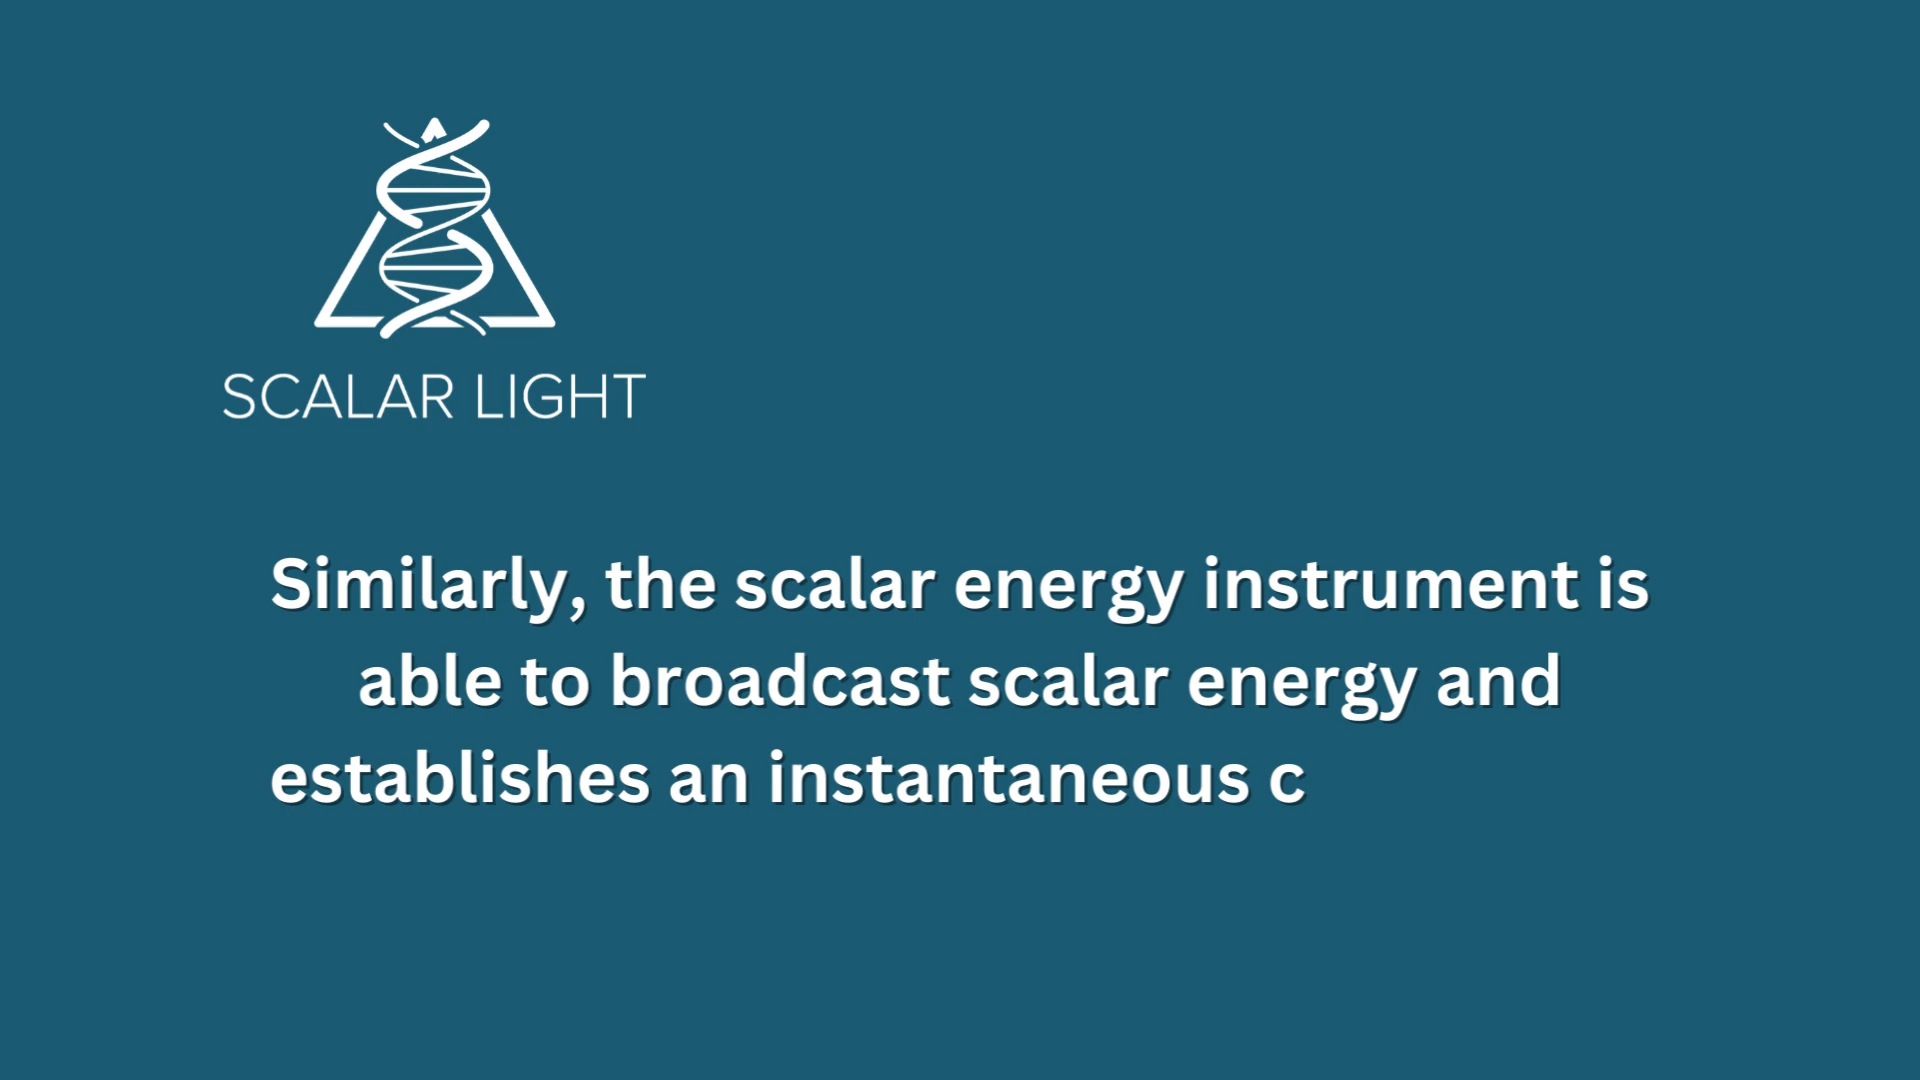 SCALAR LIGHT
Similarly, the scalar energy instrument is
able to broadcast scalar energy and
establishes an instantaneous c